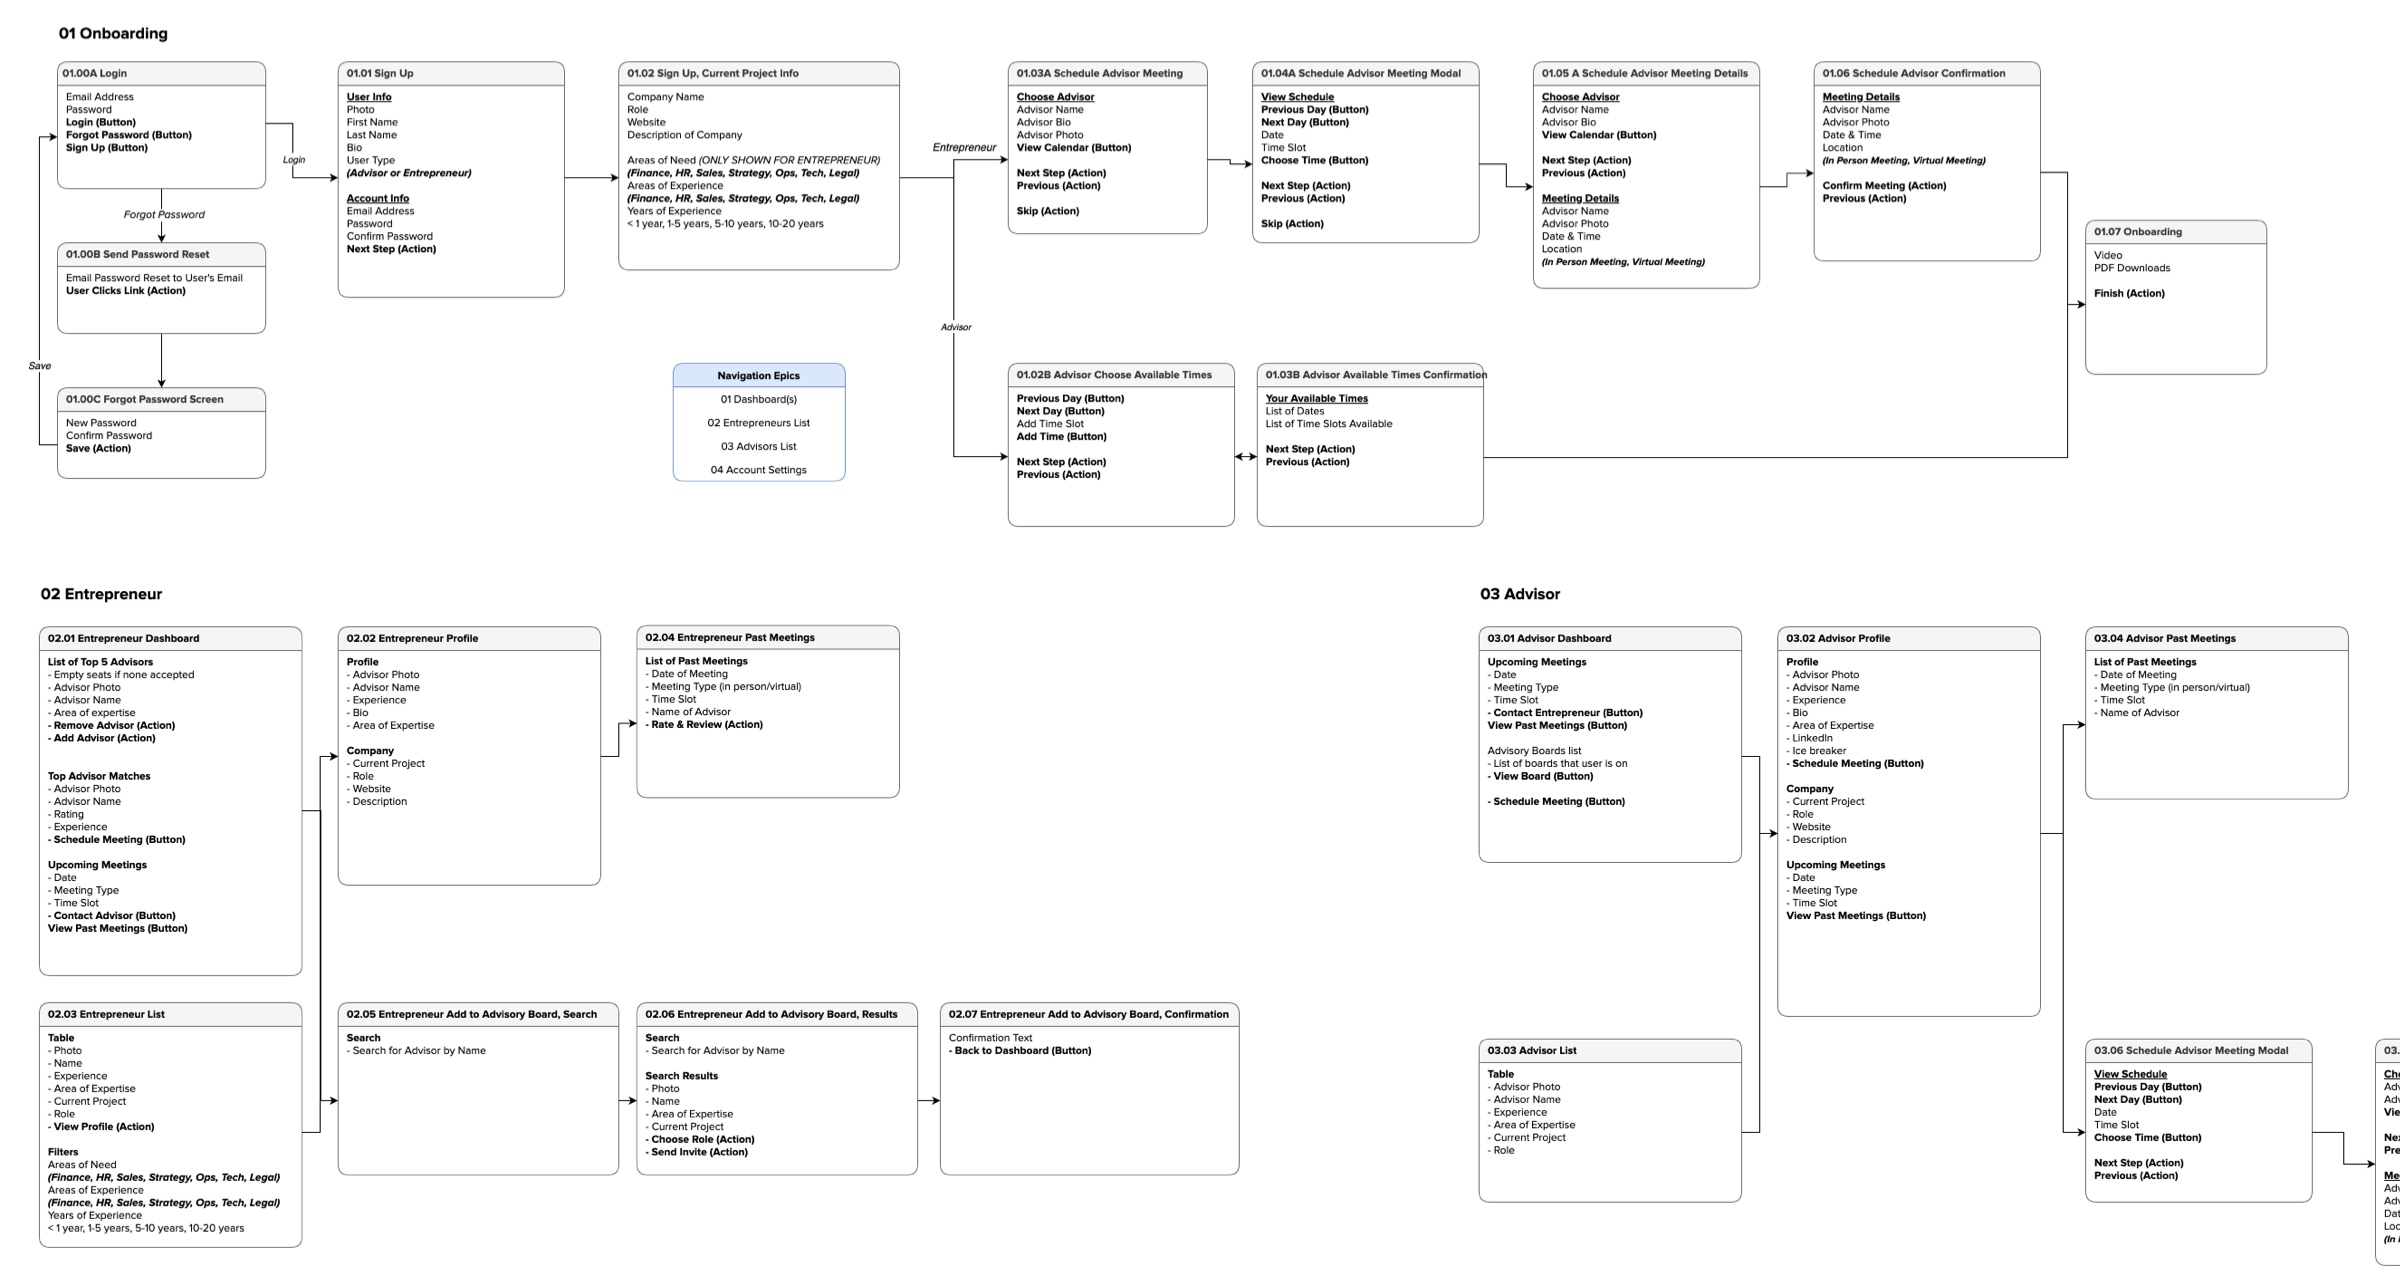 01 Onboarding
01.00A Login
Email Address
Password
Login (Button)
Forgot Password (Button)
Sign Up (Button)
Login
Forgot Password
01.00B Send Password Reset
Email Password Reset to User's Email
User Clicks Link (Action)
Save
01.00C Forgot Password Screen
New Password
Confirm Password
Save (Action)
01.01 Sign Up
User Info
Photo
First Name
Last Name
Bio
User Type
(Advisor or Entrepreneur)
Account Info
Email Address
Password
Confirm Password
Next Step (Action)
01.02 Sign Up, Current Project Info
Company Name
Role
Website
Description of Company
Areas of Need (ONLY SHOWN FOR ENTREPRENEUR)
(Finance, HR, Sales, Strategy, Ops, Tech, Legal)
Areas of Experience
(Finance, HR, Sales, Strategy, Ops, Tech, Legal)
Years of Experience
< 1 year, 1-5 years, 5-10 years, 10-20 years
Entrepreneur
Advisor
01.03A Schedule Advisor Meeting
Choose Advisor
Advisor Name
Advisor Bio
Advisor Photo
View Calendar (Button)
Next Step (Action)
Previous (Action)
Skip (Action)
01.04A Schedule Advisor Meeting Modal
View Schedule
Previous Day (Button)
Next Day (Button)
Date
Time Slot
Choose Time (Button)
Next Step (Action)
Previous (Action)
Skip (Action)
01.05 A Schedule Advisor Meeting Details
Choose Advisor
Advisor Name
Advisor Bio
View Calendar (Button)
Next Step (Action)
Previous (Action)
Meeting Details
Advisor Name
Advisor Photo
Date & Time
Location
(In Person Meeting, Virtual Meeting)
01.06 Schedule Advisor Confirmation
Meeting Details
Advisor Name
Advisor Photo
Date & Time
Location
(In Person Meeting, Virtual Meeting)
Confirm Meeting (Action)
Previous (Action)
01.07 Onboarding
Video
PDF Downloads
Finish (Action)
Navigation Epics
01 Dashboard(s)
02 Entrepreneurs List
03 Advisors List
04 Account Settings
01.02B Advisor Choose Available Times
Previous Day (Button)
Next Day (Button)
Add Time Slot
Add Time (Button)
Next Step (Action)
Previous (Action)
01.03B Advisor Available Times Confirmation
Your Available Times
List of Dates
List of Time Slots Available
Next Step (Action)
Previous (Action)
02 Entrepreneur
02.01 Entrepreneur Dashboard
List of Top 5 Advisors
- Empty seats if none accepted
- Advisor Photo
- Advisor Name
- Area of expertise
- Remove Advisor (Action)
- Add Advisor (Action)
Top Advisor Matches
- Advisor Photo
- Advisor Name
- Rating
- Experience
- Schedule Meeting (Button)
Upcoming Meetings
- Date
- Meeting Type
- Time Slot
- Contact Advisor (Button)
View Past Meetings (Button)
02.02 Entrepreneur Profile
Profile
- Advisor Photo
- Advisor Name
- Experience
- Bio
- Area of Expertise
Company
- Current Project
- Role
- Website
- Description
02.04 Entrepreneur Past Meetings
List of Past Meetings
- Date of Meeting
- Meeting Type (in person/virtual)
- Time Slot
- Name of Advisor
- Rate & Review (Action)
02.03 Entrepreneur List
Table
- Photo
- Name
- Experience
- Area of Expertise
- Current Project
- Role
- View Profile (Action)
Filters
Areas of Need
(Finance, HR, Sales, Strategy, Ops, Tech, Legal)
Areas of Experience
(Finance, HR, Sales, Strategy, Ops, Tech, Legal)
Years of Experience
< 1 year, 1-5 years, 5-10 years, 10-20 years
02.05 Entrepreneur Add to Advisory Board, Search
Search
- Search for Advisor by Name
02.06 Entrepreneur Add to Advisory Board, Results
Search
- Search for Advisor by Name
Search Results
- Photo
- Name
- Area of Expertise
- Current Project
- Choose Role (Action)
- Send Invite (Action)
02.07 Entrepreneur Add to Advisory Board, Confirmation
Confirmation Text
- Back to Dashboard (Button)
03 Advisor
03.01 Advisor Dashboard
Upcoming Meetings
- Date
- Meeting Type
- Time Slot
- Contact Entrepreneur (Button)
View Past Meetings (Button)
Advisory Boards list
- List of boards that user is on
- View Board (Button)
- Schedule Meeting (Button)
03.02 Advisor Profile
Profile
- Advisor Photo
- Advisor Name
- Experience
- Bio
- Area of Expertise
- LinkedIn
- Ice breaker
- Schedule Meeting (Button)
Company
- Current Project
- Role
- Website
- Description
Upcoming Meetings
- Date
- Meeting Type
- Time Slot
View Past Meetings (Button)
03.04 Advisor Past Meetings
List of Past Meetings
- Date of Meeting
- Meeting Type (in person/virtual)
- Time Slot
- Name of Advisor
03.03 Advisor List
Table
- Advisor Photo
- Advisor Name
- Experience
- Area of Expertise
- Current Project
- Role
03.06 Schedule Advisor Meeting Modal
View Schedule
Previous Day (Button)
Next Day (Button)
Date
Time Slot
Choose Time (Button)
Next Step (Action)
Previous (Action)